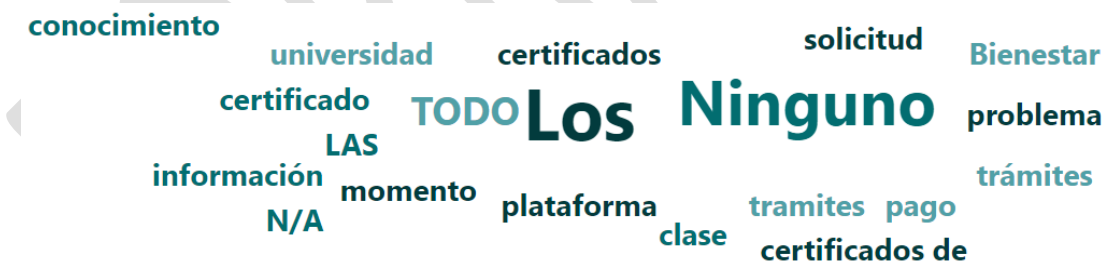 conocimiento
universidad
certificados
solicitud
Bienestar
certificado
TODO
Los
Ninguno
problema
LAS
información
momento
plataforma
trámites
N/A
clase
tramites
pago
certificados de